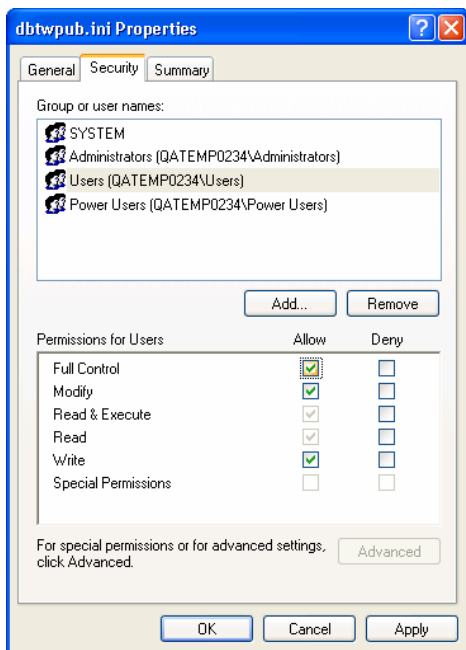 dbtwpub.ini Properties
General Security Summary
Group or user names:
SYSTEM
Administrators (QATEMP0234\Administrators)
Users (QATEMP0234\Users)
Power Users (QATEMP0234\Power Users)
Add... Remove
Permissions for Users Allow Deny
Full Control
Modify
Read & Execute
Read
Write
Special Permissions
For special permissions or for advanced settings,
click Advanced.
Advanced
OK Cancel Apply